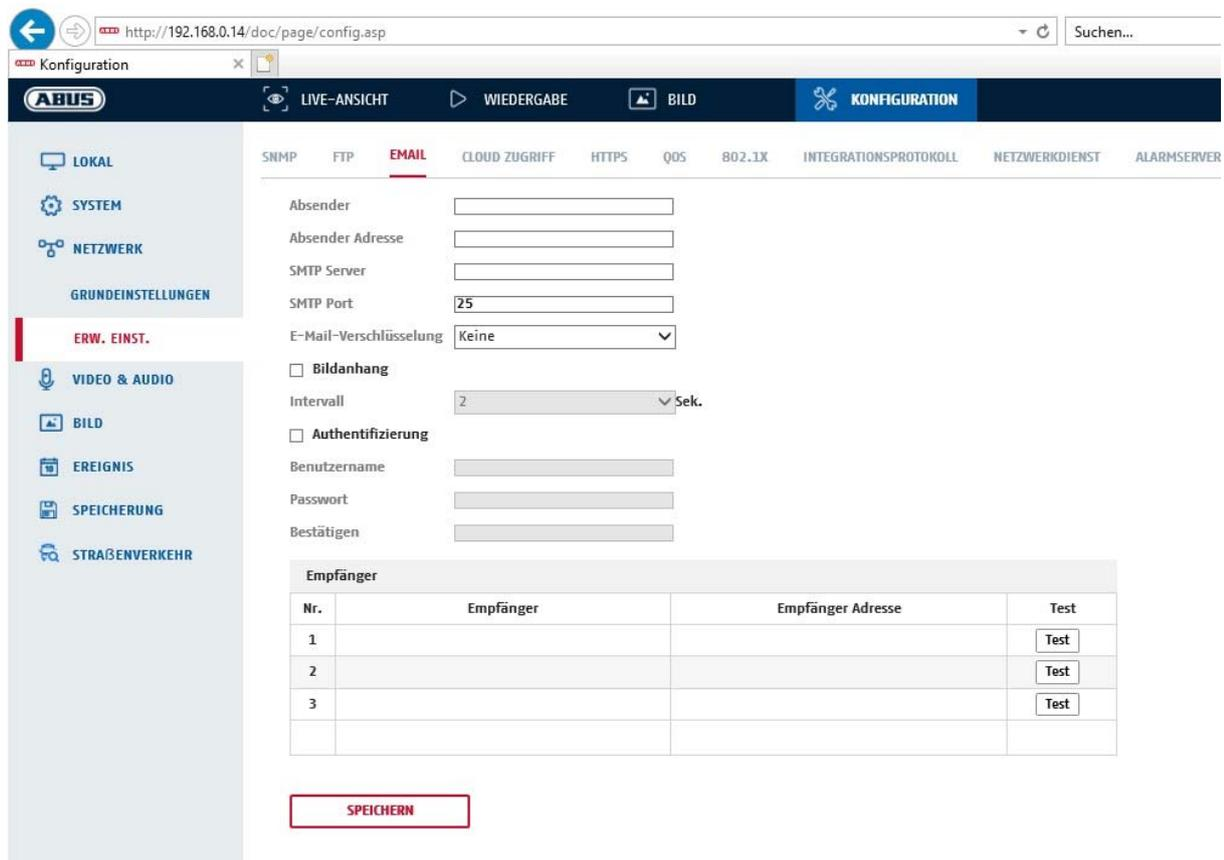 http://192.168.0.14/doc/page/config.asp
Suchen...
Konfiguration
ABUS
LIVE-ANSICHT WIEDERGABE BILD KONFIGURATION
LOKAL
SYSTEM
NETZWERK
GRUNDEINSTELLUNGEN
ERW. EINST.
VIDEO & AUDIO
BILD
EREIGNIS
SPEICHERUNG
STRAßENVERKEHR
SNMP FTP EMAIL CLOUD ZUGRIFF HTTPS QOS 802.1X INTEGRATIONSPROTOKOLL NETZWERKDIENST ALARMSERVER
Absender
Absender Adresse
SMTP Server
SMTP Port 25
E-Mail-Verschlüsselung Keine
Bildanhang
Intervall 2 Sek.
Authentifizierung
Benutzername
Passwort
Bestätigen
Empfänger
Nr. Empfänger Empfänger Adresse Test
1 Test
2 Test
3 Test
SPEICHERN